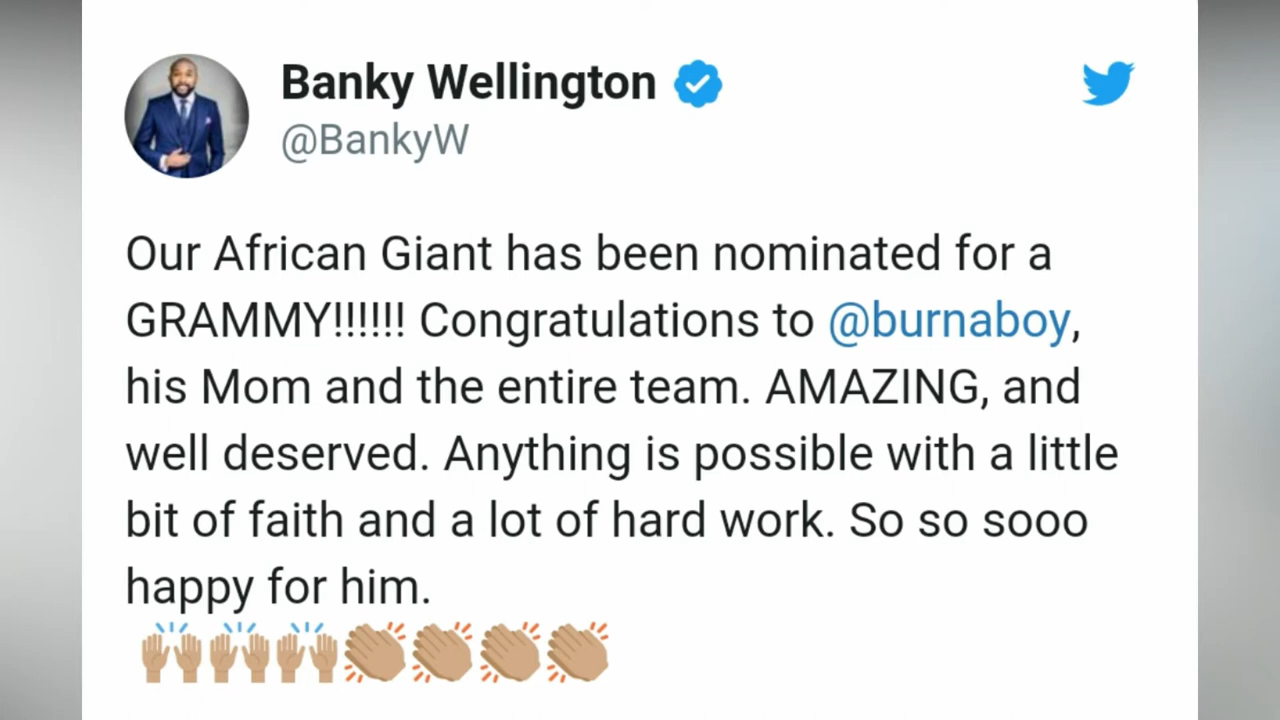 Banky Wellington
@BankyW
Our African Giant has been nominated for a
GRAMMY!!!!!! Congratulations to @burnaboy,
his Mom and the entire team. AMAZING, and
well deserved. Anything is possible with a little
bit of faith and a lot of hard work. So so sooo
happy for him.
🙌🏽🙌🏽🙌🏽👏🏽👏🏽👏🏽👏🏽